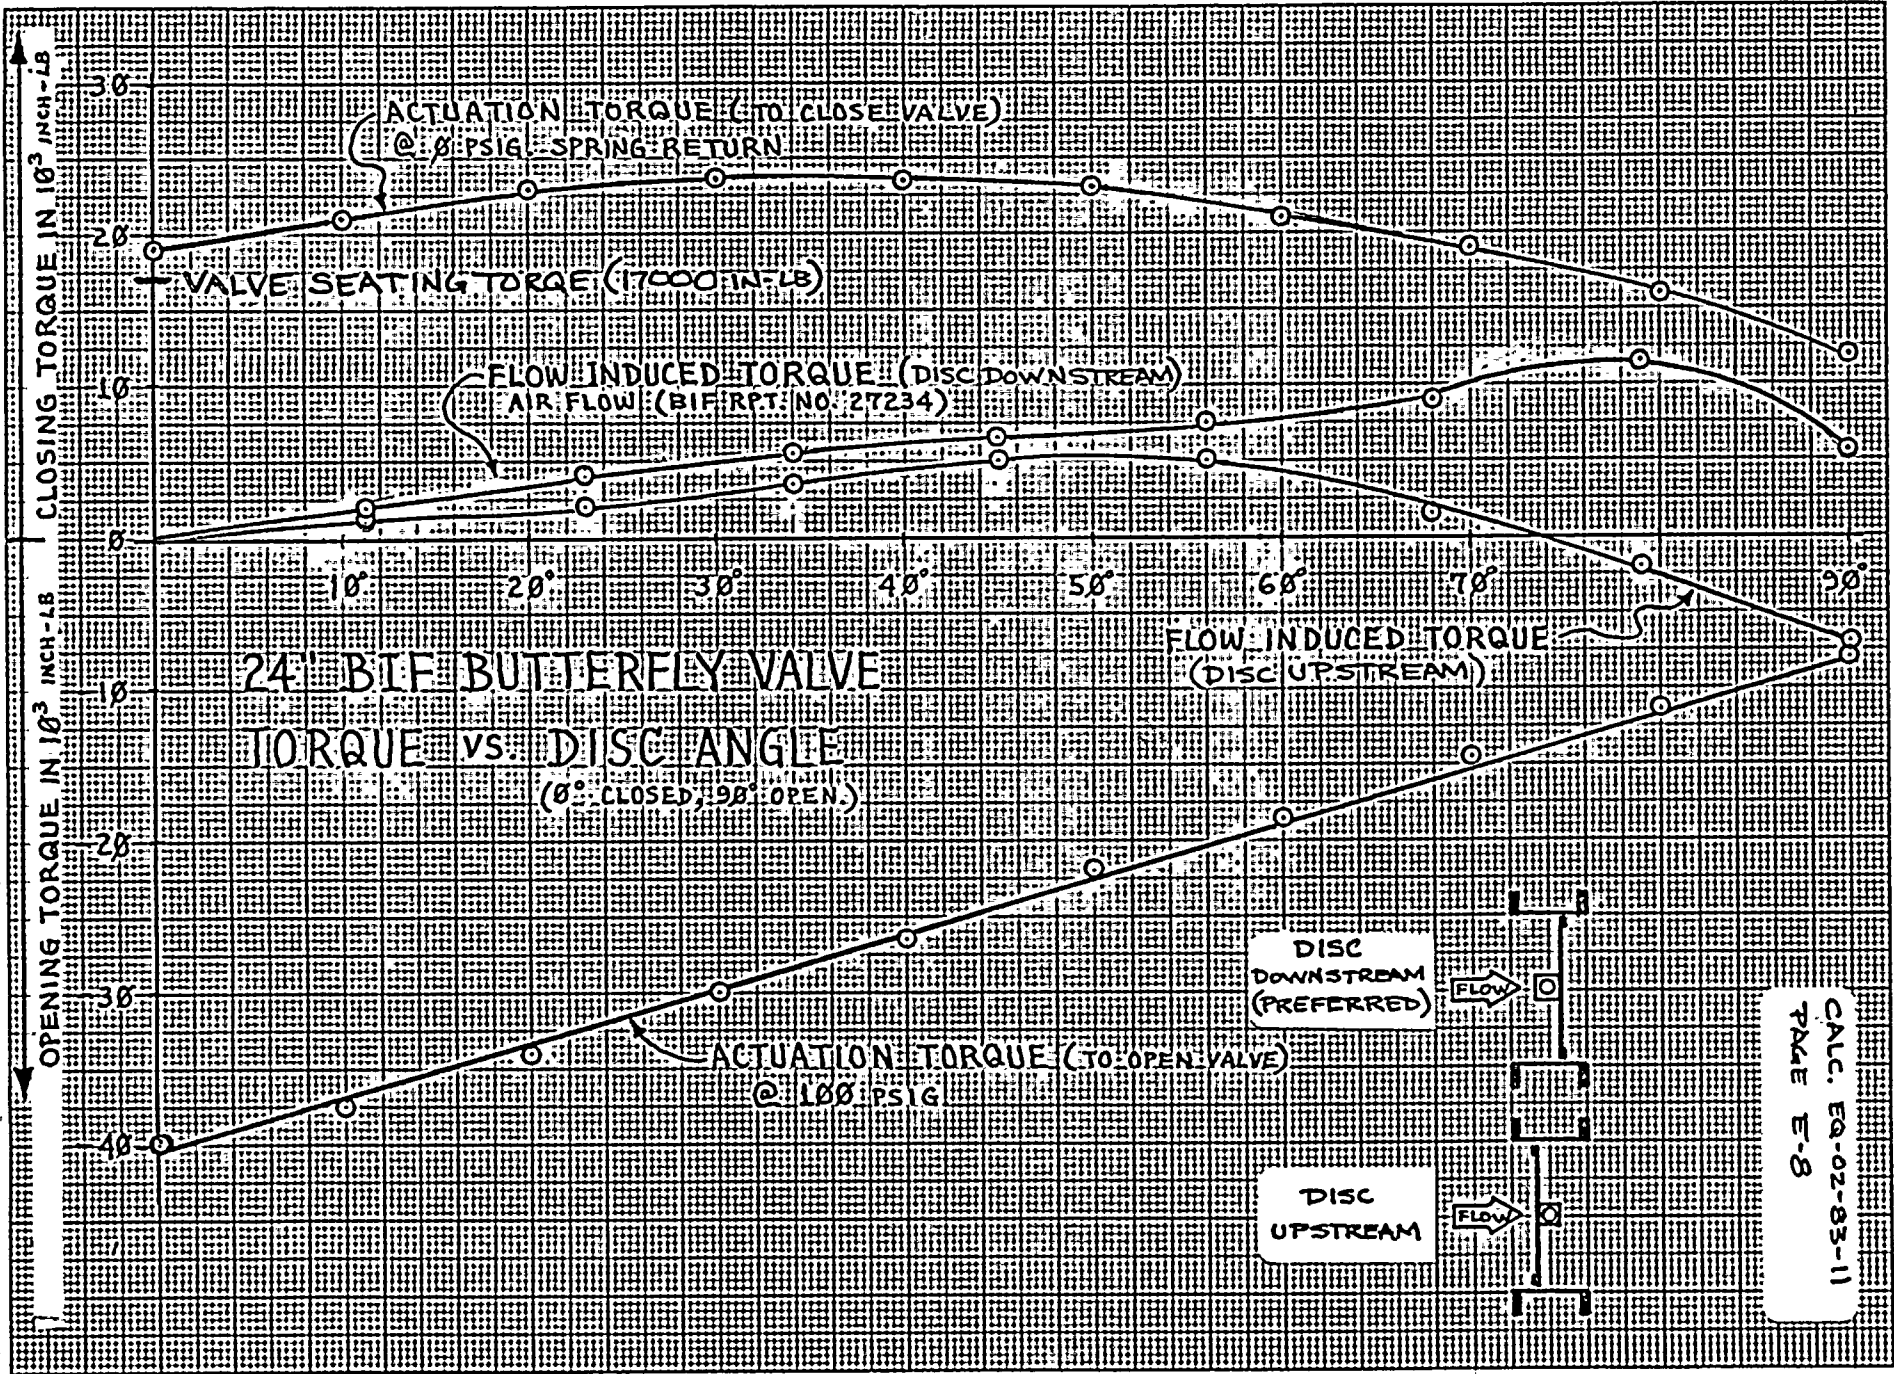 CLOSING TORQUE IN 10³ INCH-LB
OPENING TORQUE IN 10³ INCH-LB
30
20
10
0
10
20
30
40
10°
20°
30°
40°
50°
60°
70°
90°
ACTUATION TORQUE (TO CLOSE VALVE)
@ 0 PSIG SPRING RETURN
VALVE SEATING TORQE (17000 IN-LB)
FLOW INDUCED TORQUE (DISC DOWNSTREAM)
AIR FLOW (BIF RPT. NO. 27234)
FLOW INDUCED TORQUE
(DISC UPSTREAM)
24" BIF BUTTERFLY VALVE
TORQUE VS. DISC ANGLE
(0° CLOSED, 90° OPEN)
ACTUATION TORQUE (TO OPEN VALVE)
@ 100 PSIG
DISC
DOWNSTREAM
(PREFERRED)
FLOW
DISC
UPSTREAM
FLOW
CALC. EQ-02-83-11
PAGE E-8